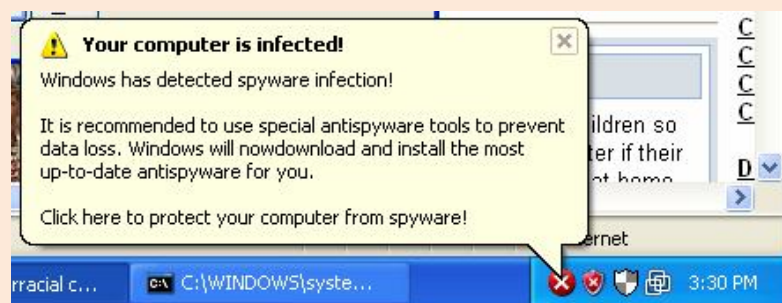 Your computer is infected!
Windows has detected spyware infection!
It is recommended to use special antispyware tools to prevent
data loss. Windows will nowdownload and install the most
up-to-date antispyware for you.
Click here to protect your computer from spyware!
C
C
C
C
ildren so
ter if their
at home
D
ernet
rracial c...
C:\WINDOWS\syste...
3:30 PM